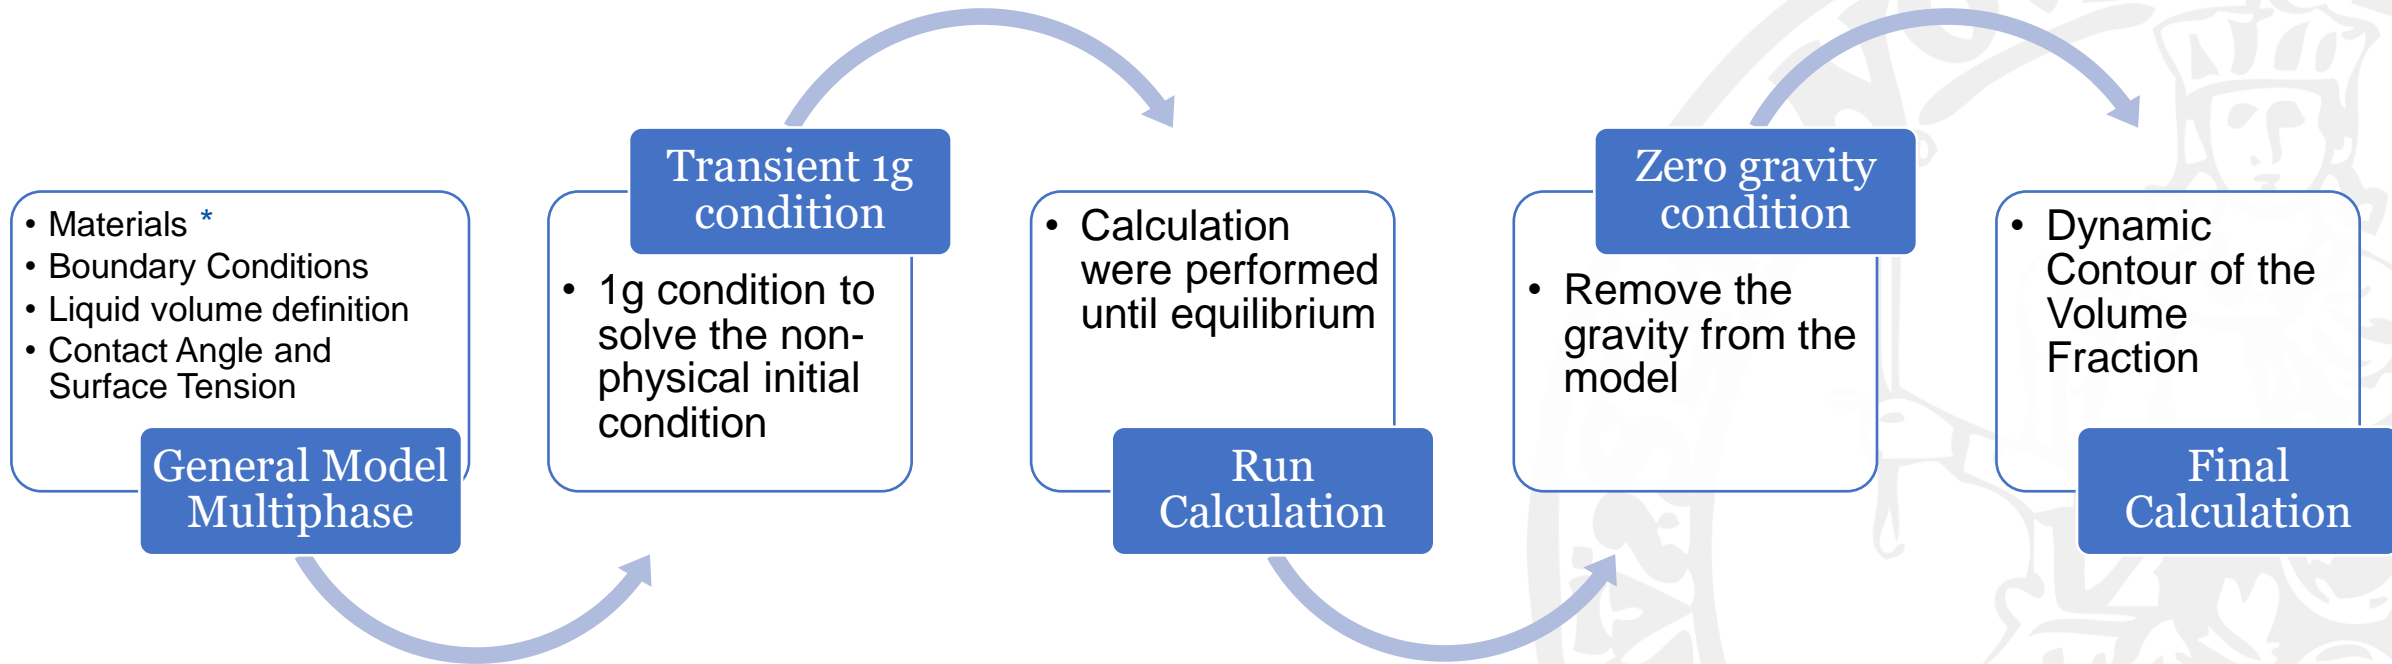 • Materials *
• Boundary Conditions
• Liquid volume definition
• Contact Angle and
Surface Tension
General Model
Multiphase
Transient 1g
condition
• 1g condition to
solve the non-
physical initial
condition
• Calculation
were performed
until equilibrium
Run
Calculation
Zero gravity
condition
• Remove the
gravity from the
model
• Dynamic
Contour of the
Volume
Fraction
Final
Calculation